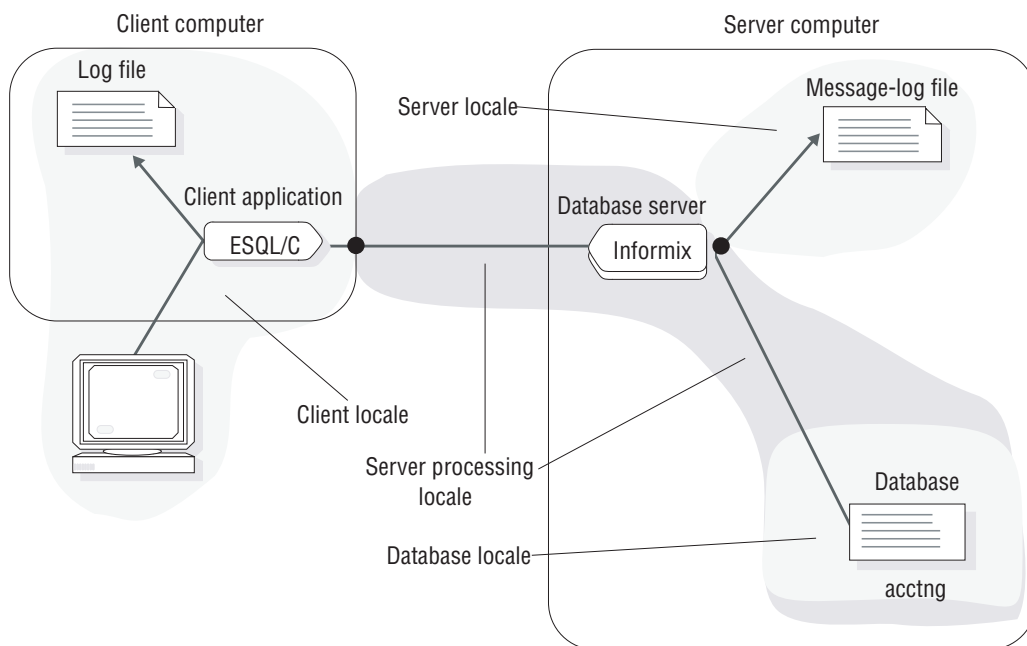 Client computer
Server computer
Log file
Message-log file
Server locale
Client application
Database server
ESQL/C
Informix
Client locale
Server processing
locale
Database
Database locale
acctng